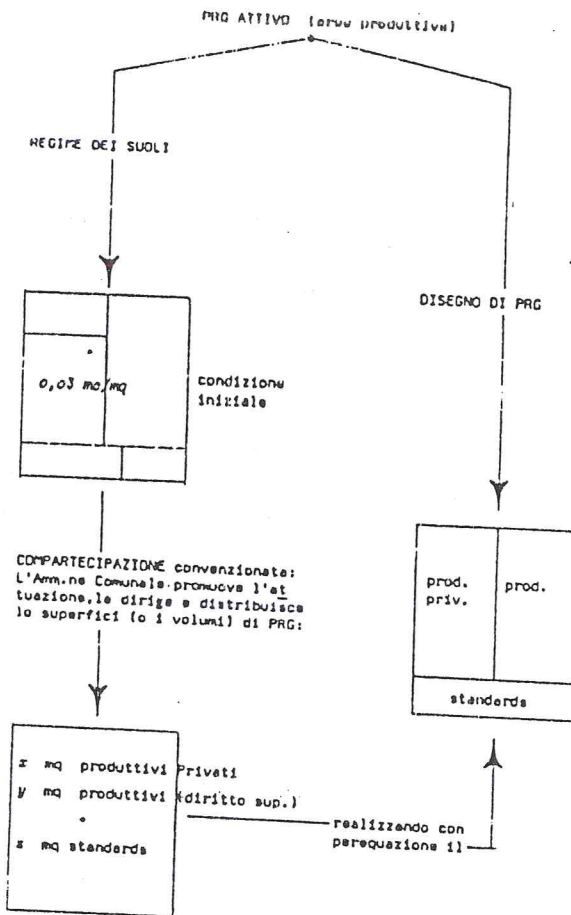 PRG ATTIVO (aree produttive)
REGIME DEI SUOLI
DISEGNO DI PRG
0,03 mc/mq
condizione
iniziale
COMPARTECIPAZIONE convenzionata:
L'Amm.ne Comunale promuove l'at
tuazione, la dirige e distribuisce
le superfici (o i volumi) di PRG:
prod.
priv.
prod.
standards
x mq produttivi Privati
y mq produttivi (diritto sup.)
z mq standards
realizzando con
perequazione il